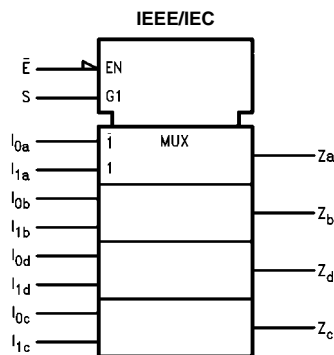 IEEE/IEC
Ē EN
S G1
I0a 1̄ MUX Za
I1a 1
I0b Zb
I1b
I0d Zd
I1d
I0c Zc
I1c